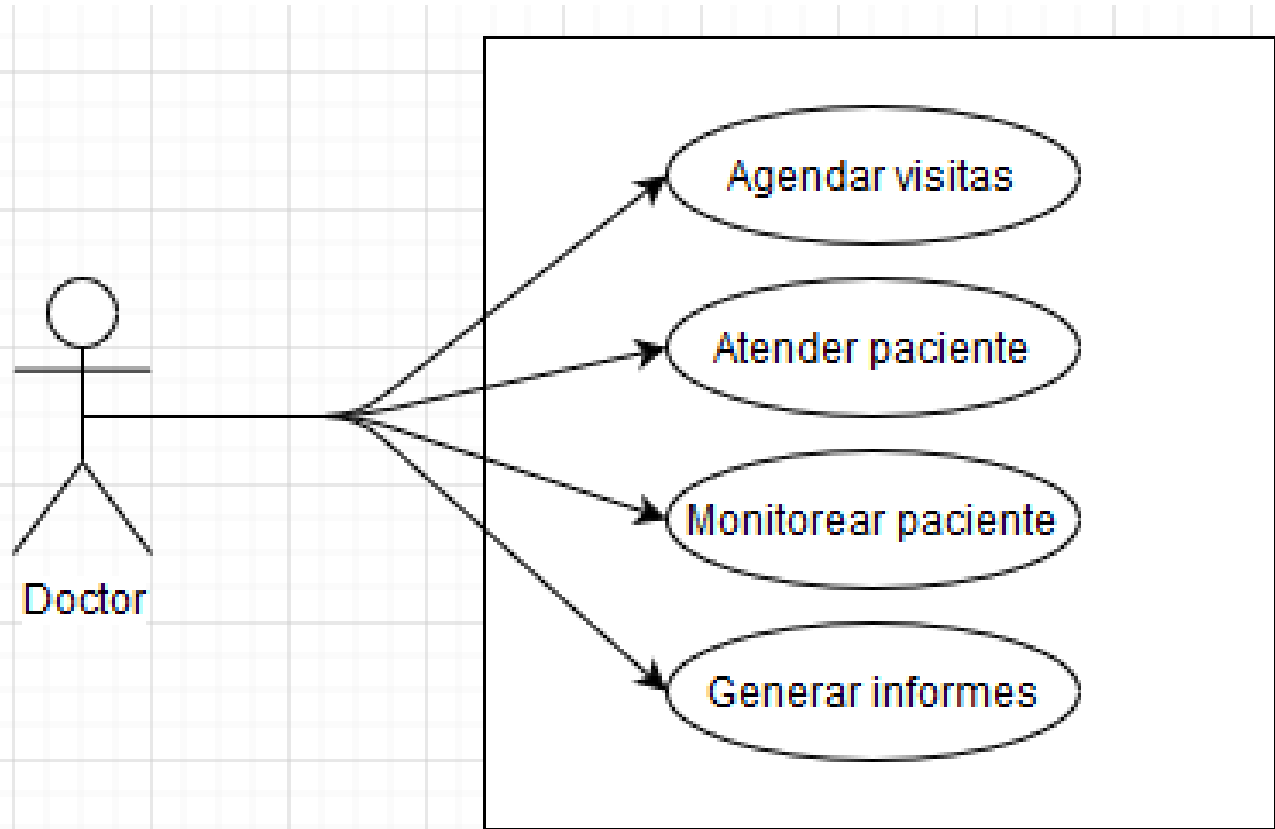 Agendar visitas
Atender paciente
Monitorear paciente
Doctor
Generar informes